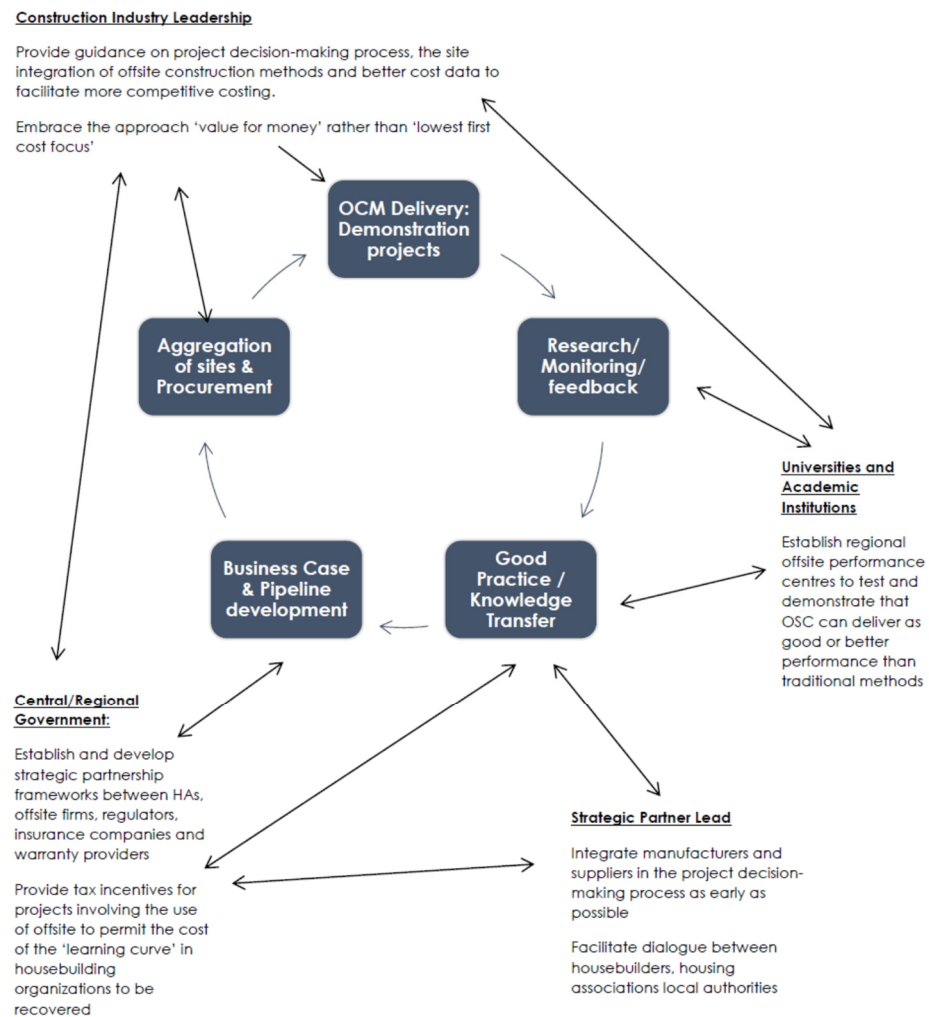 Construction Industry Leadership
Provide guidance on project decision-making process, the site
integration of offsite construction methods and better cost data to
facilitate more competitive costing.
Embrace the approach ‘value for money’ rather than ‘lowest first
cost focus’
OCM Delivery:
Demonstration
projects
Aggregation
of sites &
Procurement
Research/
Monitoring/
feedback
Business Case
& Pipeline
development
Good
Practice /
Knowledge
Transfer
Universities and
Academic
Institutions
Establish regional
offsite performance
centres to test and
demonstrate that
OSC can deliver as
good or better
performance than
traditional methods
Central/Regional
Government:
Establish and develop
strategic partnership
frameworks between HAs,
offsite firms, regulators,
insurance companies and
warranty providers
Provide tax incentives for
projects involving the use
of offsite to permit the cost
of the ‘learning curve’ in
housebuilding
organizations to be
recovered
Strategic Partner Lead
Integrate manufacturers and
suppliers in the project decision-
making process as early as
possible
Facilitate dialogue between
housebuilders, housing
associations local authorities